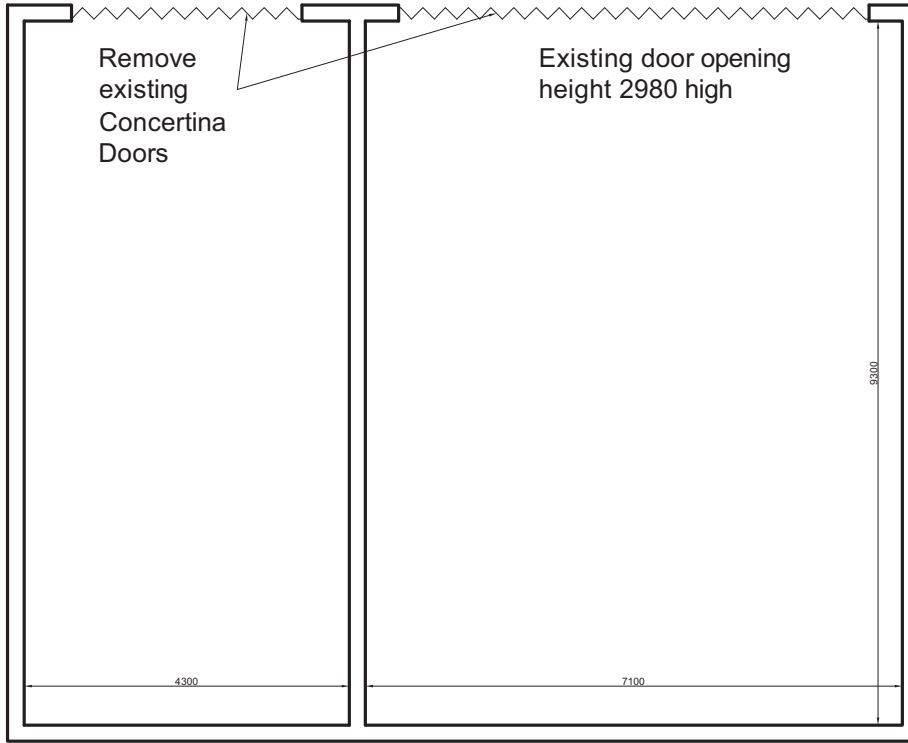 Remove
existing
Concertina
Doors
Existing door opening
height 2980 high
9300
4300
7100